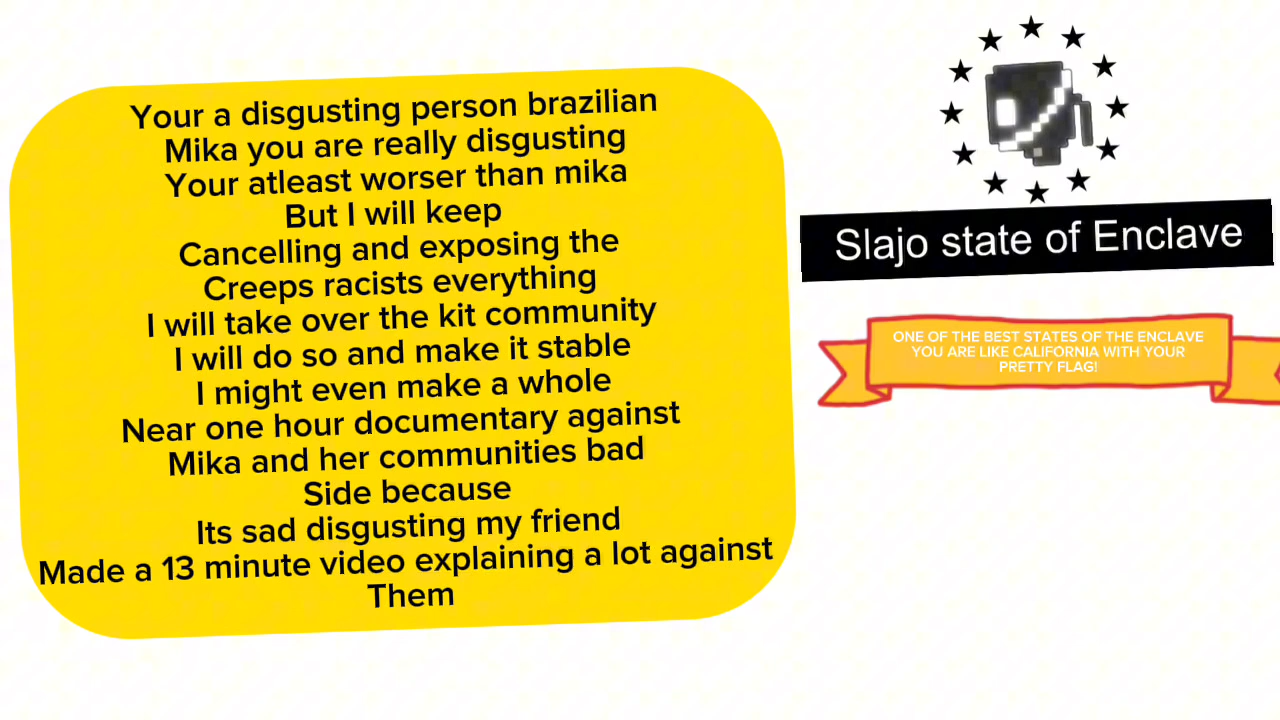 Your a disgusting person brazilian
Mika you are really disgusting
Your atleast worser than mika
But I will keep
Cancelling and exposing the
Creeps racists everything
I will take over the kit community
I will do so and make it stable
I might even make a whole
Near one hour documentary against
Mika and her communities bad
Side because
Its sad disgusting my friend
Made a 13 minute video explaining a lot against
Them
Slajo state of Enclave
ONE OF THE BEST STATES OF THE ENCLAVE
YOU ARE LIKE CALIFORNIA WITH YOUR
PRETTY FLAG!